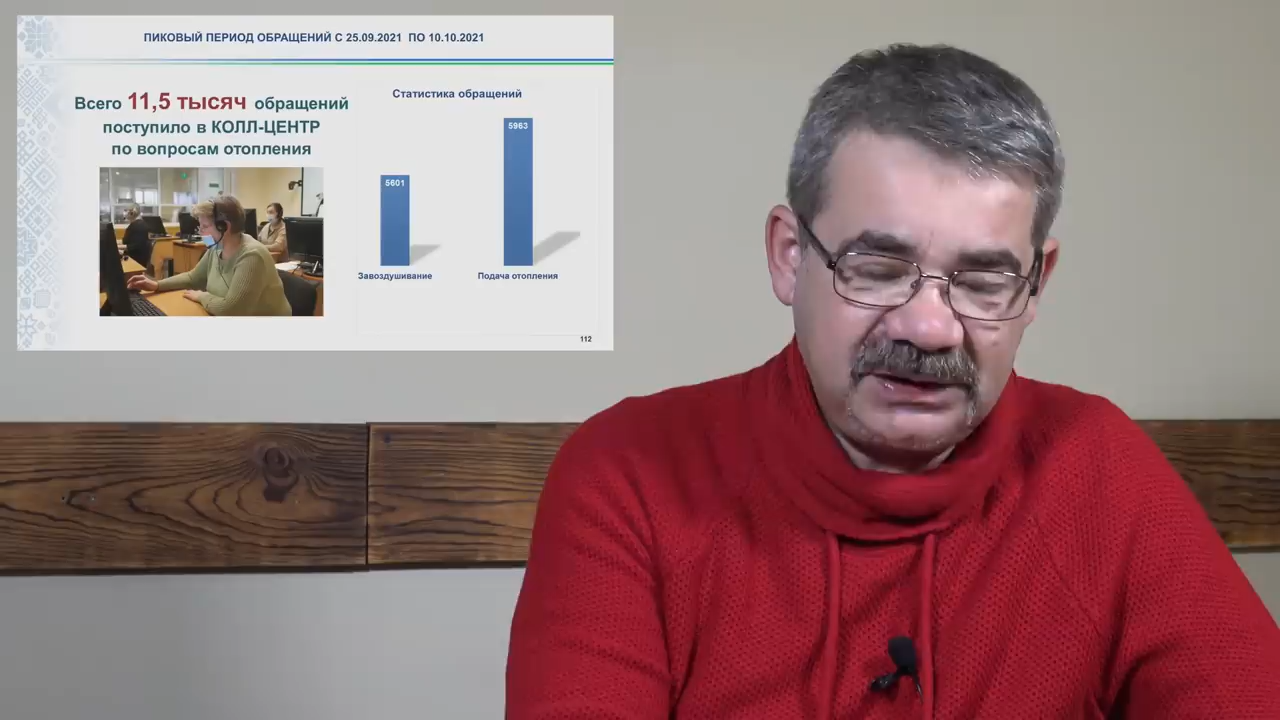 ПИКОВЫЙ ПЕРИОД ОБРАЩЕНИЙ С 25.09.2021 ПО 10.10.2021
Всего 11,5 тысяч обращений
поступило в КОЛЛ-ЦЕНТР
по вопросам отопления
Статистика обращений
5601
5963
Завоздушивание
Подача отопления
112